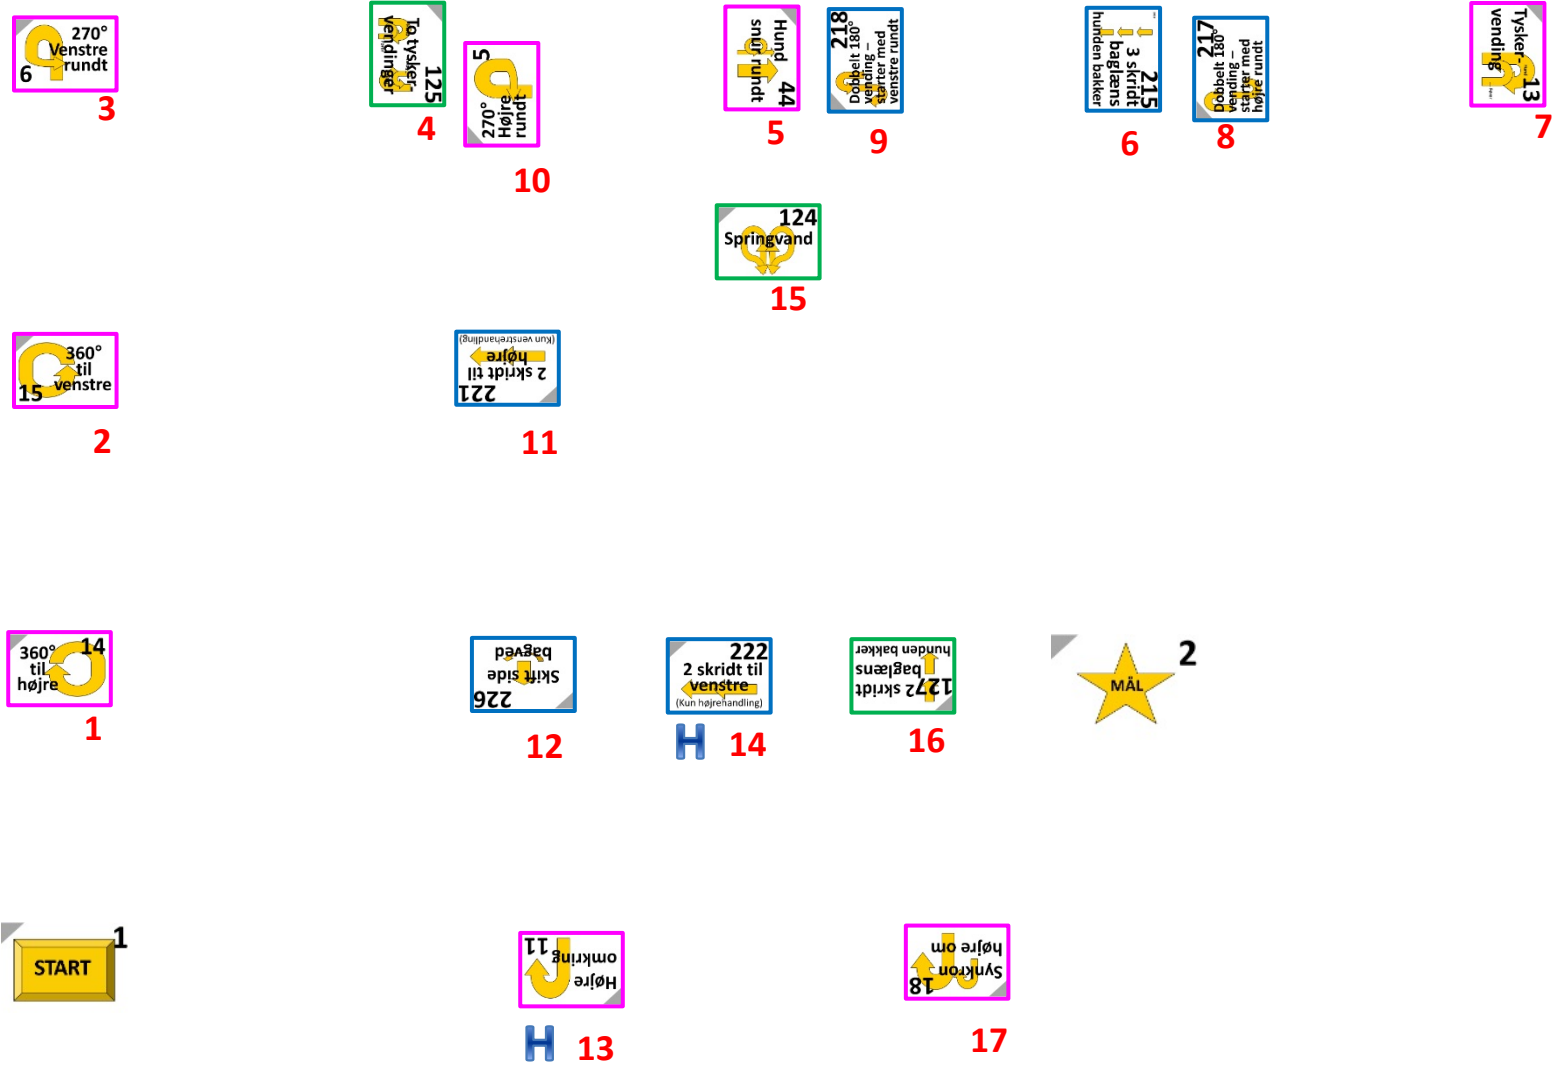 270°
Venstre
rundt
6
3
To tysker-
vendinger
125
4
5
270°
Højre
rundt
10
Hund
snur rundt
44
5
218
Dobbelt 180°
vending –
starter med
venstre rundt
9
215
3 skridt
baglæns
hunden bakker
6
217
Dobbelt 180°
vending –
starter med
højre rundt
8
Tysker-
vending
13
7
124
Springvand
15
360°
til
venstre
15
2
221
2 skridt til
højre
(Kun venstrehandling)
11
14
360°
til
højre
1
226
Skift side
bagved
12
222
2 skridt til
venstre
(Kun højrehandling)
H
14
127
2 skridt
baglæns
hunden bakker
16
2
MÅL
1
START
Højre
omkring
11
H
13
18
Synkron
højre om
17